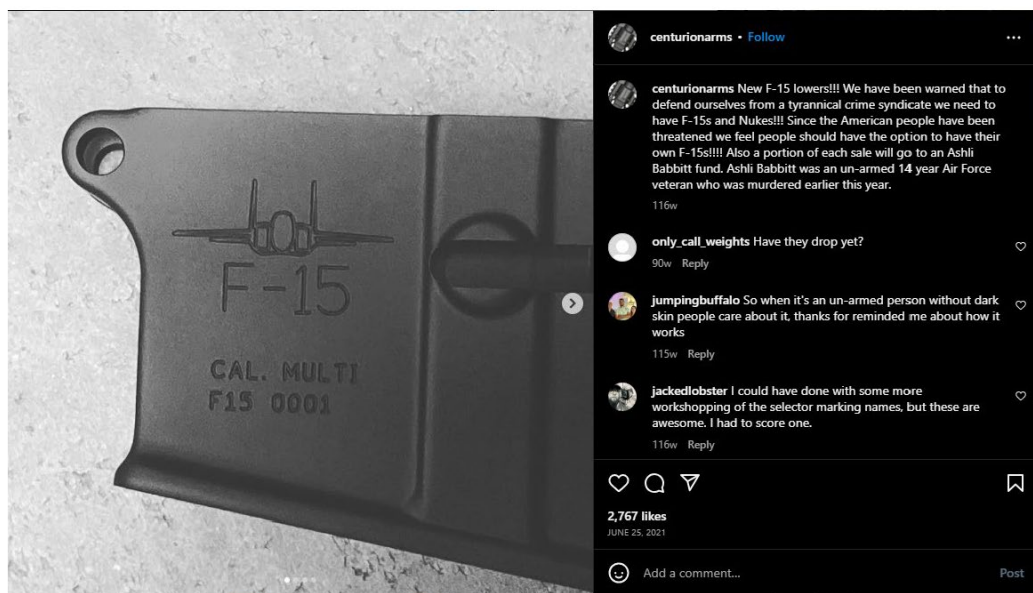 F-15
CAL. MULTI
F15 0001
centurionarms • Follow
centurionarms New F-15 lowers!!! We have been warned that to
defend ourselves from a tyrannical crime syndicate we need to
have F-15s and Nukes!!! Since the American people have been
threatened we feel people should have the option to have their
own F-15s!!!! Also a portion of each sale will go to an Ashli
Babbitt fund. Ashli Babbitt was an un-armed 14 year Air Force
veteran who was murdered earlier this year.
116w
only_call_weights Have they drop yet?
90w Reply
jumpingbuffalo So when it's an un-armed person without dark
skin people care about it, thanks for reminded me about how it
works
115w Reply
jackedlobster I could have done with some more
workshopping of the selector marking names, but these are
awesome. I had to score one.
116w Reply
2,767 likes
JUNE 25, 2021
Add a comment...
Post